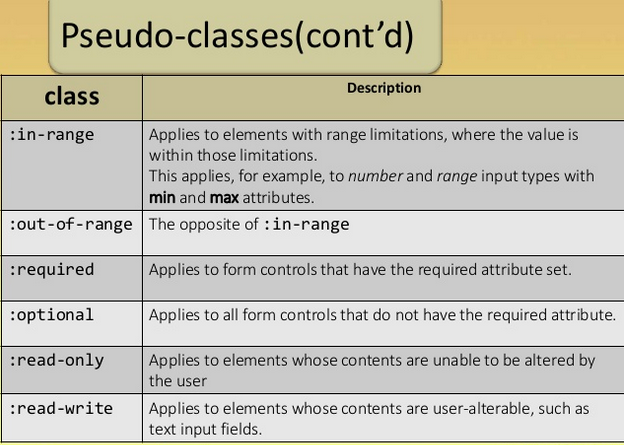 Pseudo-classes(cont’d)
class
Description
:in-range
Applies to elements with range limitations, where the value is
within those limitations.
This applies, for example, to number and range input types with
min and max attributes.
:out-of-range
The opposite of :in-range
:required
Applies to form controls that have the required attribute set.
:optional
Applies to all form controls that do not have the required attribute.
:read-only
Applies to elements whose contents are unable to be altered by
the user
:read-write
Applies to elements whose contents are user-alterable, such as
text input fields.